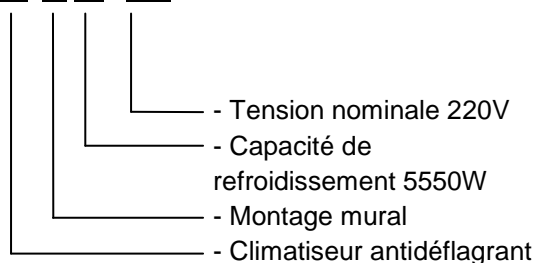 - Tension nominale 220V
- Capacité de
refroidissement 5550W
- Montage mural
- Climatiseur antidéflagrant